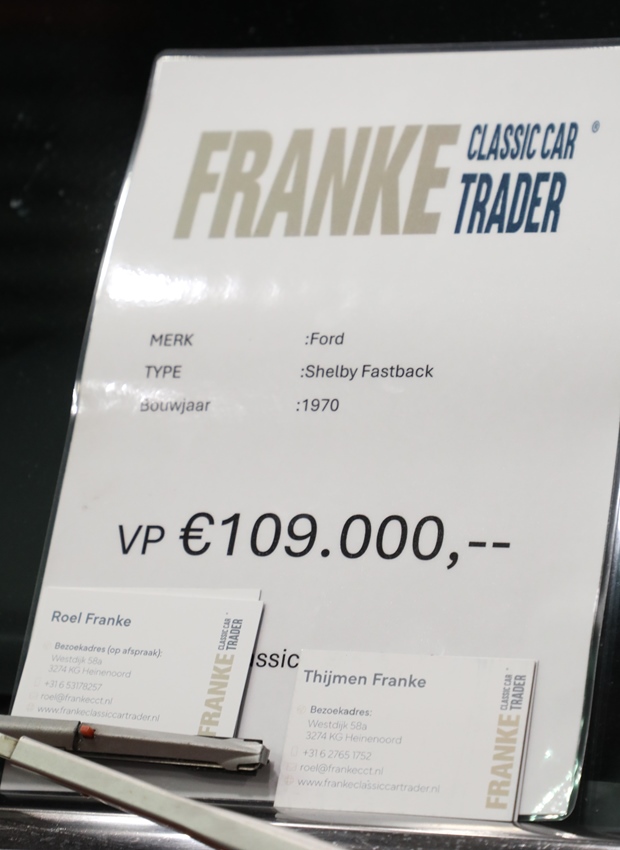 FRANKE CLASSIC CAR ®
TRADER
MERK :Ford
TYPE :Shelby Fastback
Bouwjaar :1970
VP €109.000,--
Roel Franke
Bezoekadres (op afspraak):
Westdijk 58a
3274 KG Heinenoord
+31 6 53178257
roel@frankecct.nl
www.frankeclassiccartrader.nl
FRANKE CLASSIC CAR
TRADER
assic
Thijmen Franke
Bezoekadres:
Westdijk 58a
3274 KG Heinenoord
+31 6 2765 1752
roel@frankecct.nl
www.frankeclassiccartrader.nl
FRANKE CLASSIC CAR
TRADER